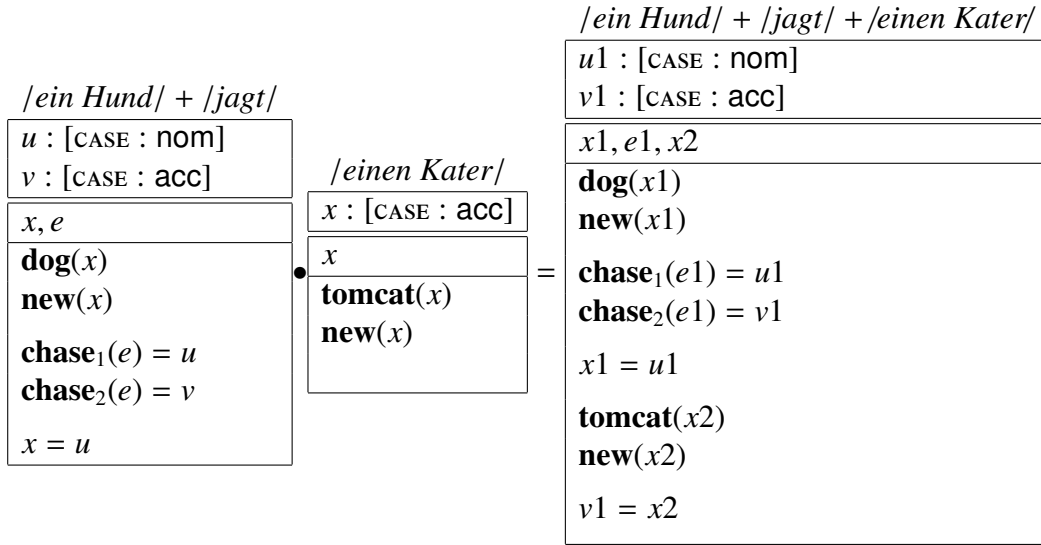 /ein Hund/ + /jagt/
u : [CASE : nom]
v : [CASE : acc]
x, e
dog(x)
new(x)
chase₁(e) = u
chase₂(e) = v
x = u
•
/einen Kater/
x : [CASE : acc]
x
tomcat(x)
new(x)
=
/ein Hund/ + /jagt/ + /einen Kater/
u1 : [CASE : nom]
v1 : [CASE : acc]
x1, e1, x2
dog(x1)
new(x1)
chase₁(e1) = u1
chase₂(e1) = v1
x1 = u1
tomcat(x2)
new(x2)
v1 = x2